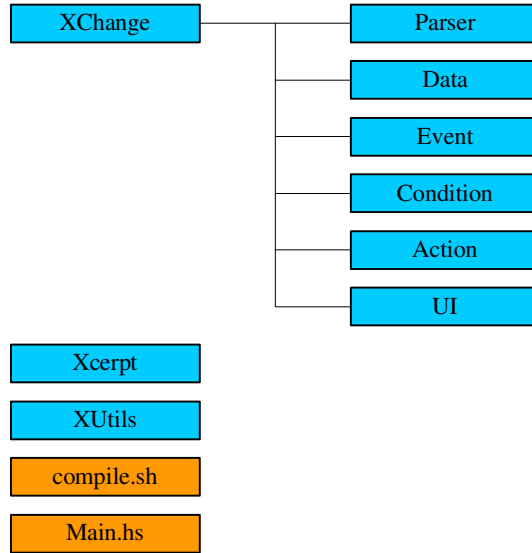 XChange
Parser
Data
Event
Condition
Action
UI
Xcerpt
XUtils
compile.sh
Main.hs